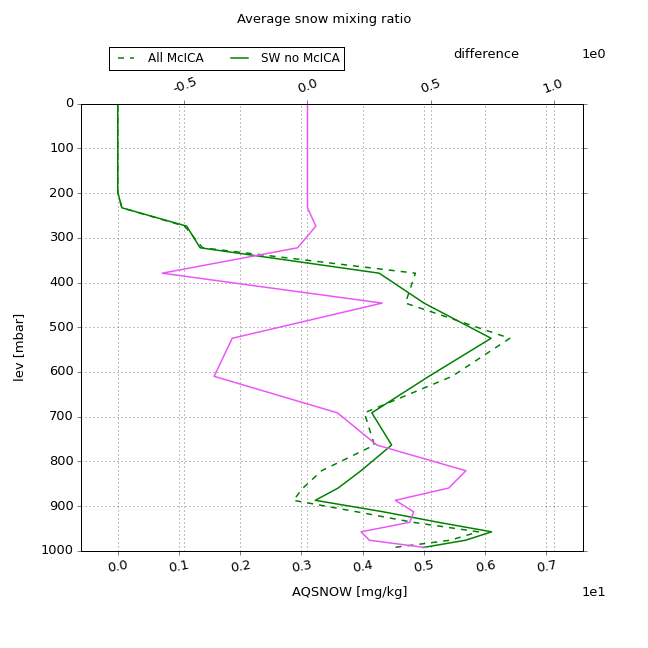 Average snow mixing ratio
All McICA SW no McICA difference 1e0
-0.5 0.0 0.5 1.0
0
100
200
300
400
500
600
700
800
900
1000
lev [mbar]
0.0 0.1 0.2 0.3 0.4 0.5 0.6 0.7
AQSNOW [mg/kg] 1e1